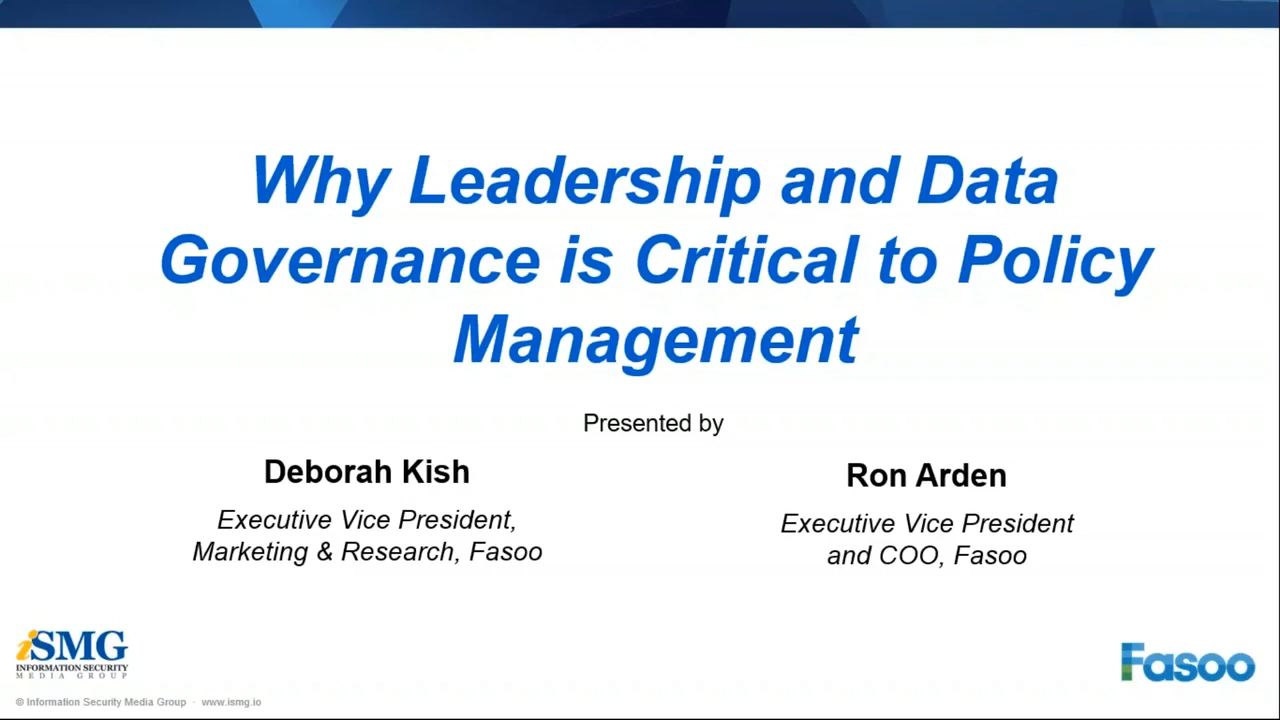 Why Leadership and Data
Governance is Critical to Policy
Management
Presented by
Deborah Kish
Executive Vice President,
Marketing & Research, Fasoo
Ron Arden
Executive Vice President
and COO, Fasoo
iSMG
INFORMATION SECURITY
MEDIA GROUP
Fasoo
© Information Security Media Group · www.ismg.io